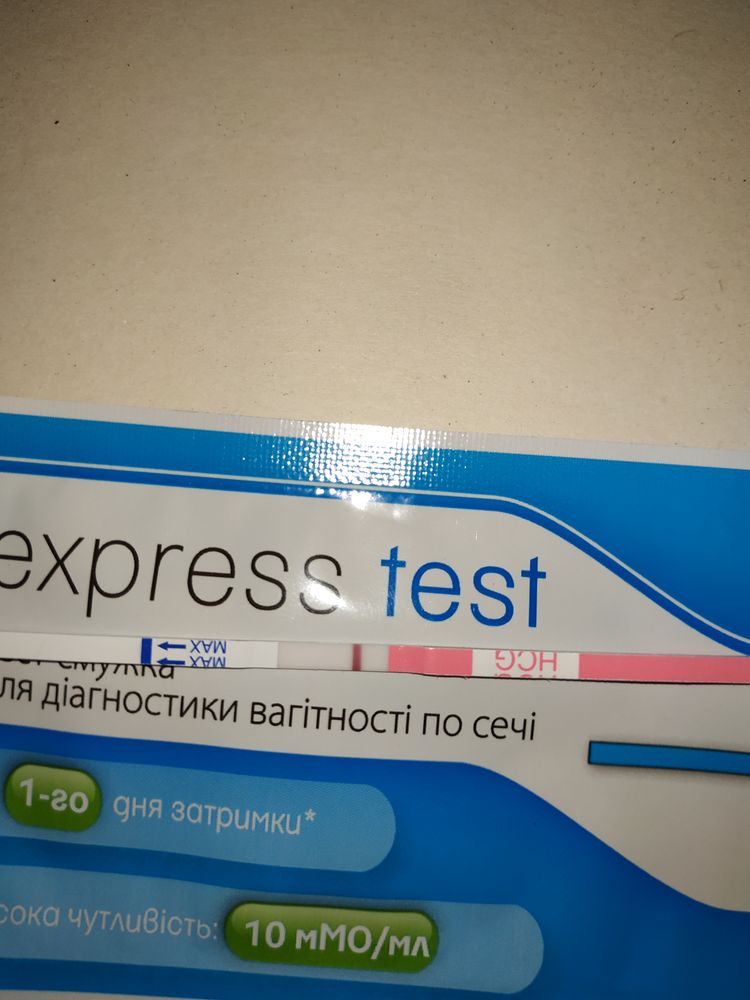 express test
MAX
MAX
HCG
смужка
ля діагностики вагітності по сечі
1-го дня затримки*
сока чутливість: 10 мМО/мл